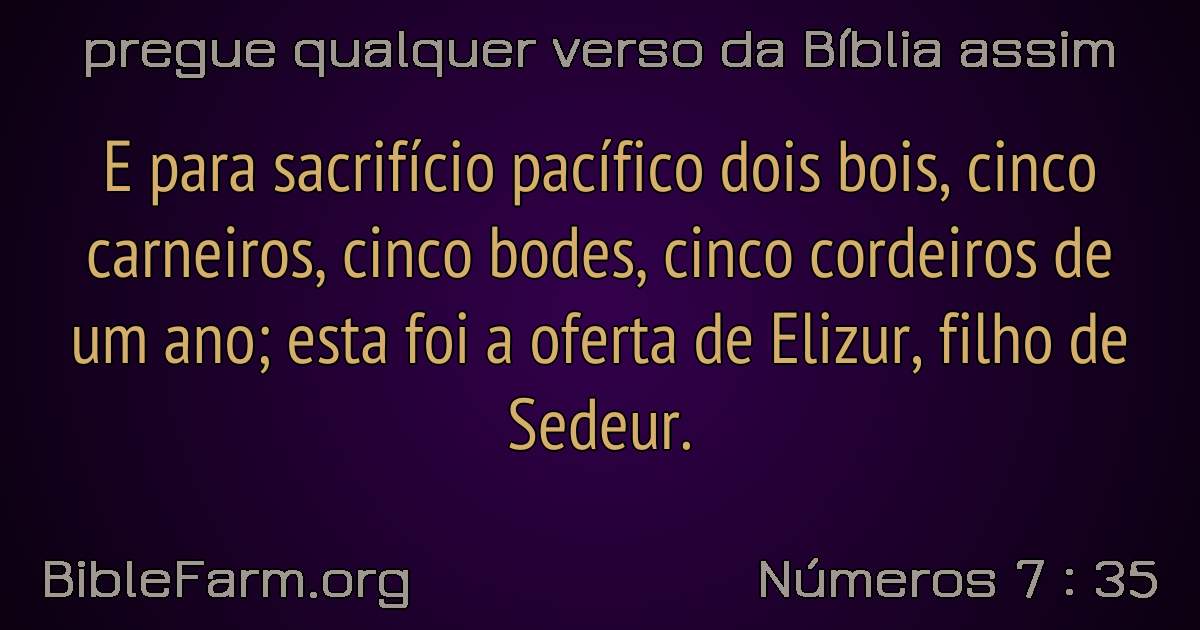 pregue qualquer verso da Bíblia assim
E para sacrifício pacífico dois bois, cinco
carneiros, cinco bodes, cinco cordeiros de
um ano; esta foi a oferta de Elizur, filho de
Sedeur.
BibleFarm.org
Números 7 : 35